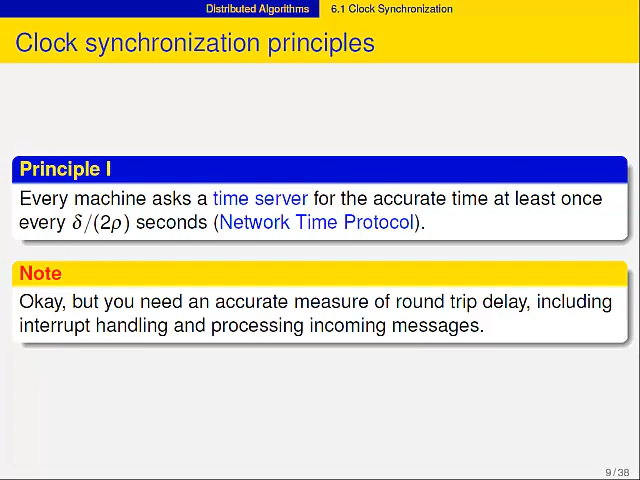 Distributed Algorithms 6.1 Clock Synchronization
Clock synchronization principles
Principle I
Every machine asks a time server for the accurate time at least once
every δ/(2ρ) seconds (Network Time Protocol).
Note
Okay, but you need an accurate measure of round trip delay, including
interrupt handling and processing incoming messages.
9 / 38